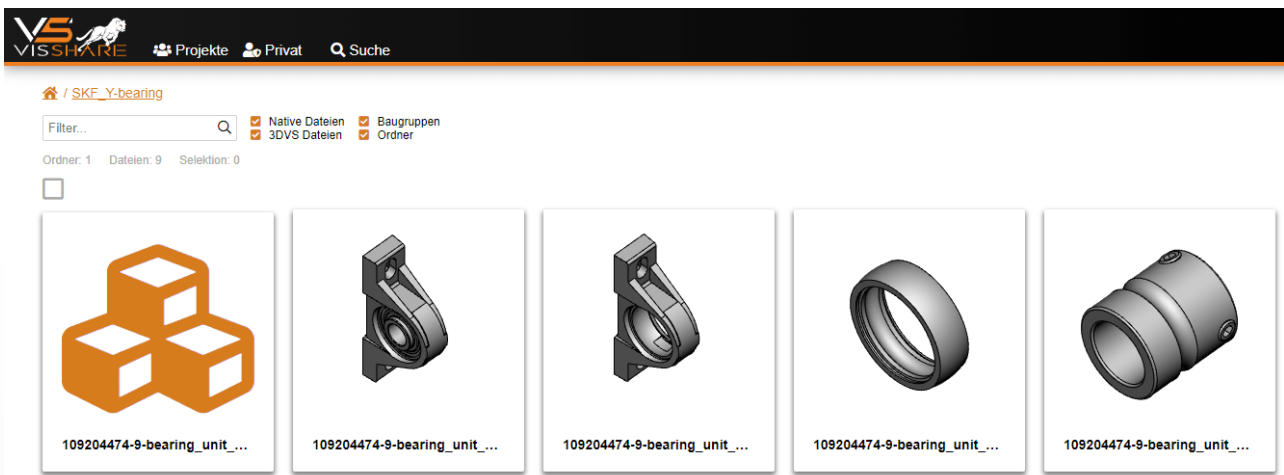 VS
VISSHARE
Projekte Privat Suche
/ SKF_Y-bearing
Filter...
Native Dateien Baugruppen
3DVS Dateien Ordner
Ordner: 1 Dateien: 9 Selektion: 0
109204474-9-bearing_unit_... 109204474-9-bearing_unit_... 109204474-9-bearing_unit_... 109204474-9-bearing_unit_... 109204474-9-bearing_unit_...